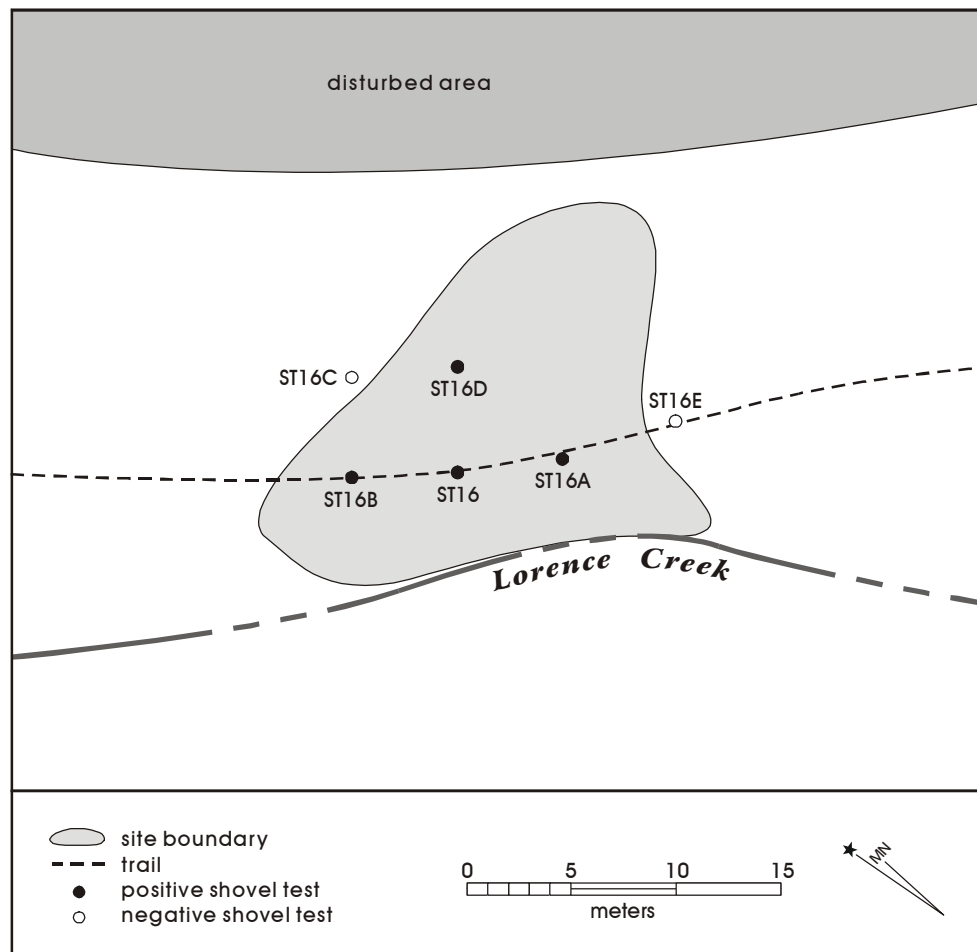 disturbed area
ST16C
ST16D
ST16E
ST16B
ST16
ST16A
Lorence Creek
site boundary
trail
positive shovel test
negative shovel test
0 5 10 15
meters
MN